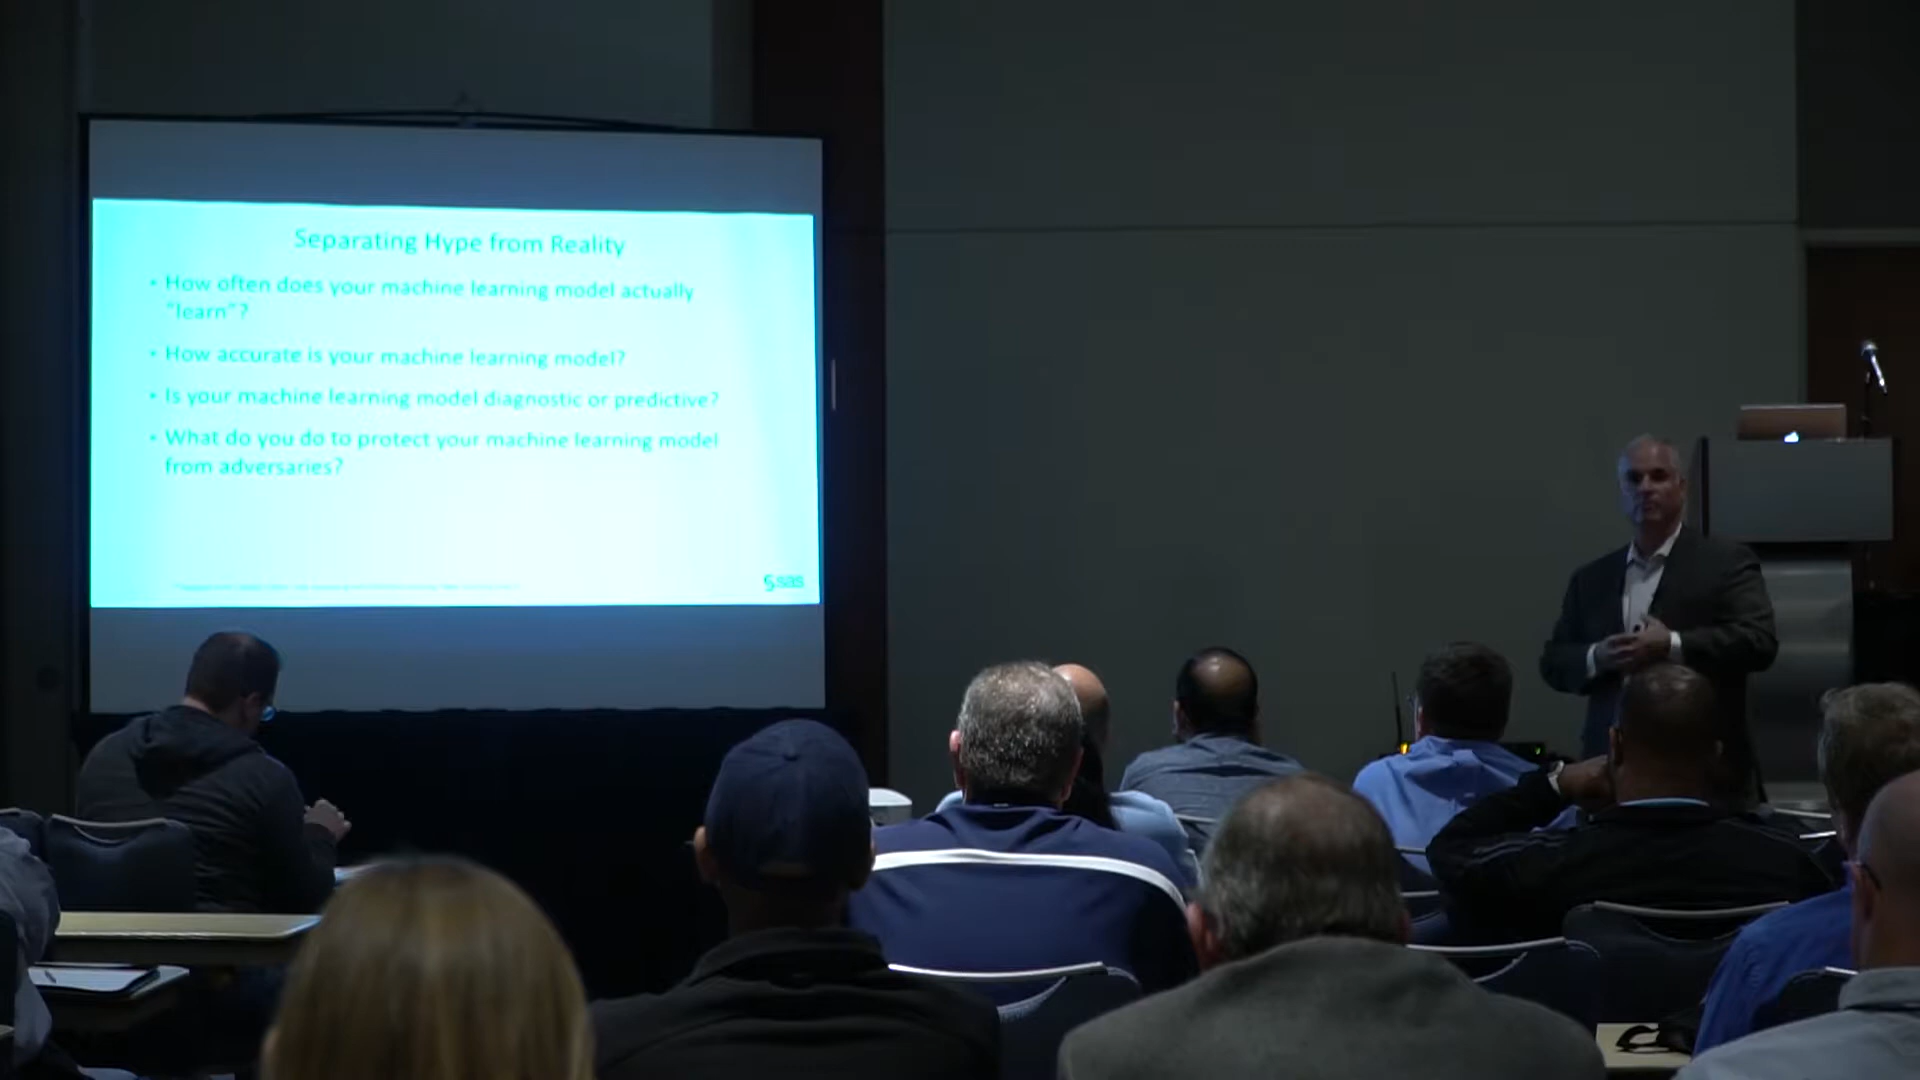 Separating Hype from Reality
• How often does your machine learning model actually
"learn"?
• How accurate is your machine learning model?
• Is your machine learning model diagnostic or predictive?
• What do you do to protect your machine learning model
from adversaries?
sas